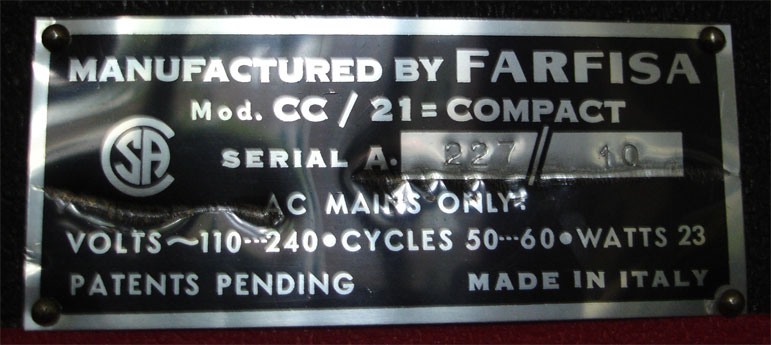 MANUFACTURED BY FARFISA
Mod. CC / 21 = COMPACT
CSA SERIAL A. 227 // 10
AC MAINS ONLY!
VOLTS ~ 110---240 • CYCLES 50---60 • WATTS 23
PATENTS PENDING MADE IN ITALY